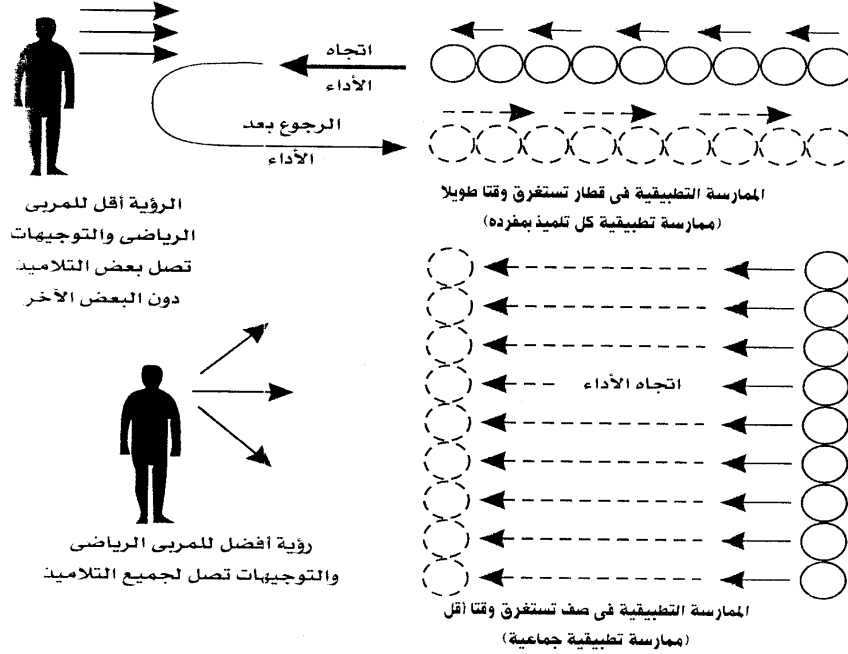 اتجاه
الأداء
الرجوع بعد
الأداء
الممارسة التطبيقية فى قطار تستغرق وقتا طويلا
(ممارسة تطبيقية كل تلميذ بمفرده)
الرؤية أقل للمربى
الرياضى والتوجيهات
تصل بعض التلاميذ
دون البعض الآخر
اتجاه الأداء
رؤية أفضل للمربى الرياضى
والتوجيهات تصل لجميع التلاميذ
الممارسة التطبيقية فى صف تستغرق وقتا أقل
(ممارسة تطبيقية جماعية)